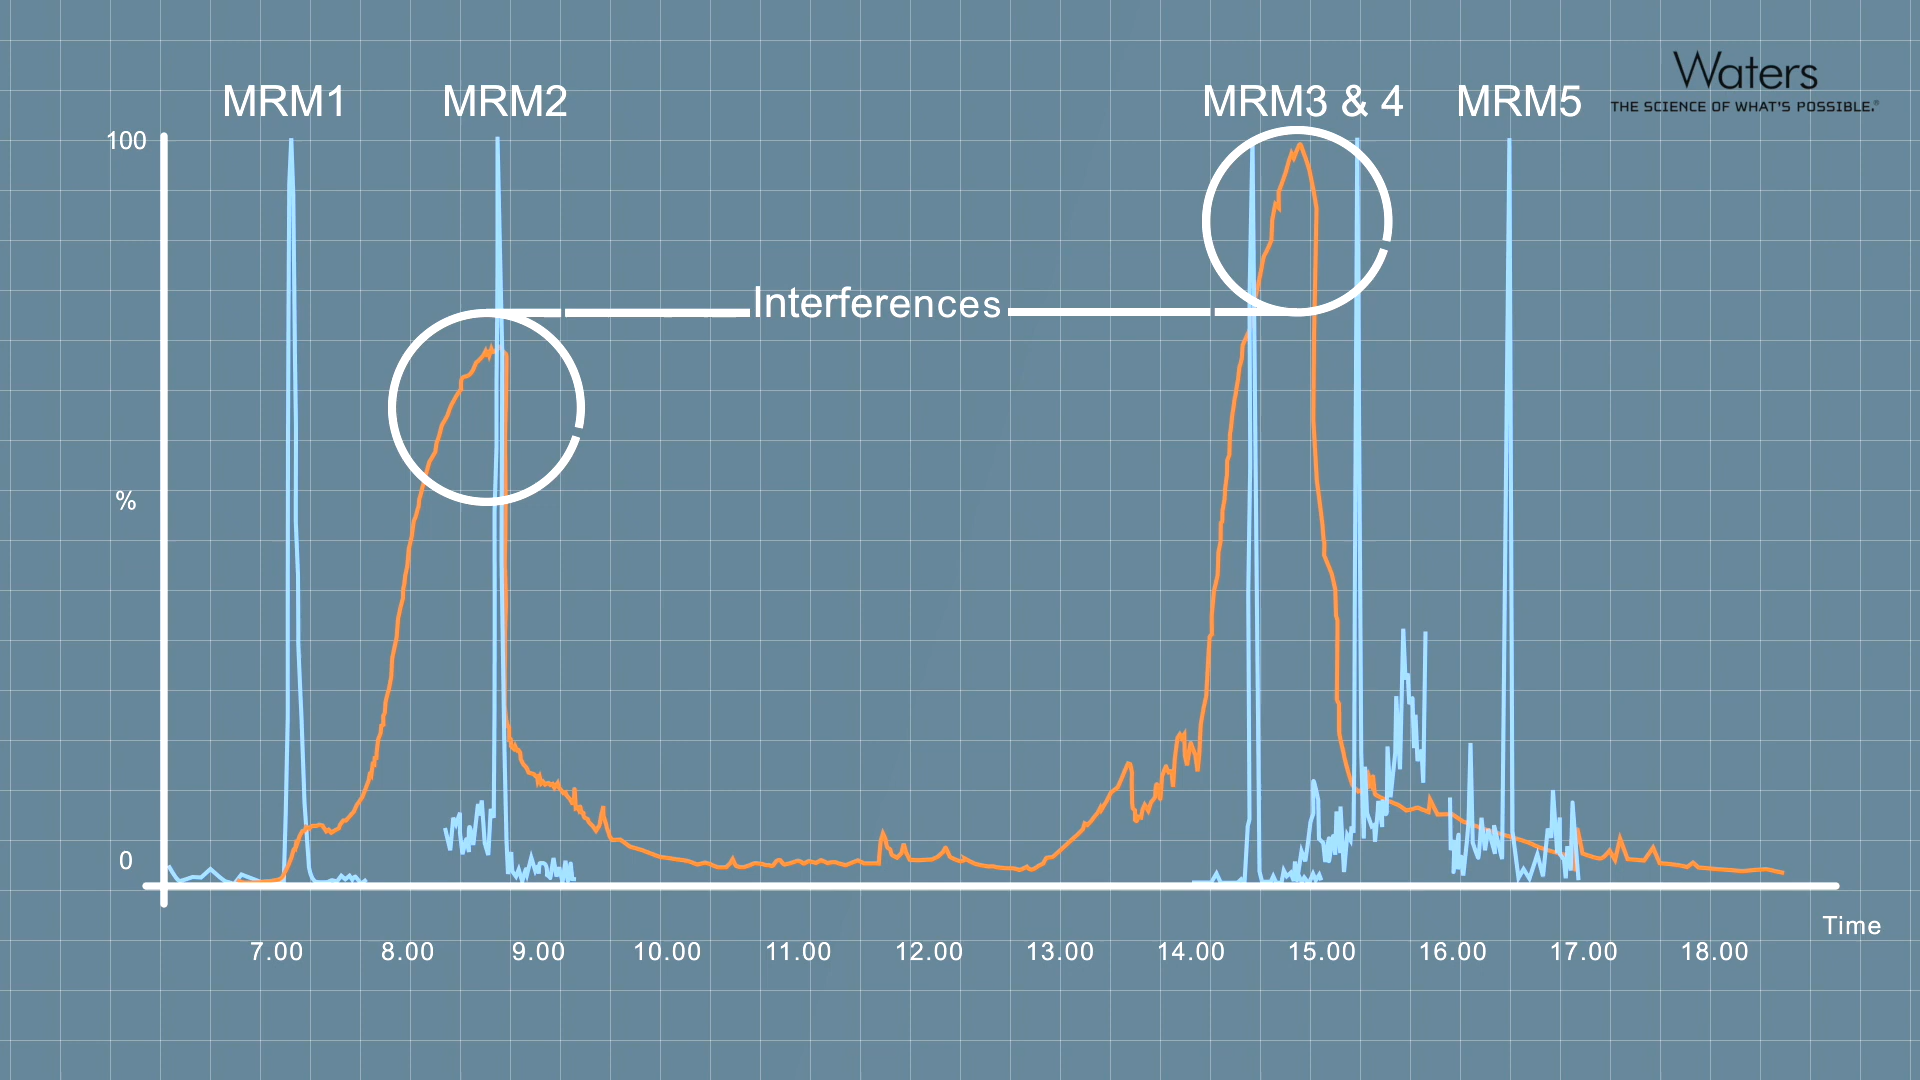 Waters
THE SCIENCE OF WHAT'S POSSIBLE.®
MRM1
MRM2
MRM3 & 4
MRM5
100
Interferences
%
0
Time
7.00
8.00
9.00
10.00
11.00
12.00
13.00
14.00
15.00
16.00
17.00
18.00